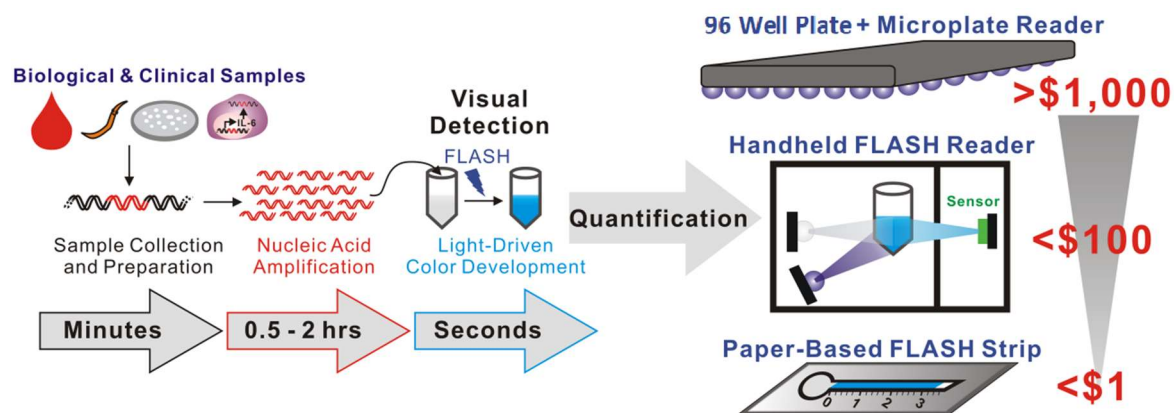 Biological & Clinical Samples
IL-6
Sample Collection
and Preparation
Minutes
Nucleic Acid
Amplification
0.5 - 2 hrs
Visual
Detection
FLASH
Light-Driven
Color Development
Seconds
Quantification
96 Well Plate + Microplate Reader
>$1,000
Handheld FLASH Reader
Sensor
<$100
Paper-Based FLASH Strip
0 1 2 3
<$1